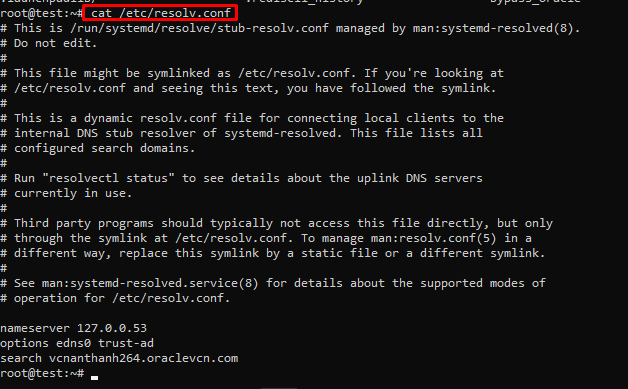 .launchpadlib/ .rediscli_history bypass_oracle
root@test:~# cat /etc/resolv.conf
# This is /run/systemd/resolve/stub-resolv.conf managed by man:systemd-resolved(8).
# Do not edit.
#
# This file might be symlinked as /etc/resolv.conf. If you're looking at
# /etc/resolv.conf and seeing this text, you have followed the symlink.
#
# This is a dynamic resolv.conf file for connecting local clients to the
# internal DNS stub resolver of systemd-resolved. This file lists all
# configured search domains.
#
# Run "resolvectl status" to see details about the uplink DNS servers
# currently in use.
#
# Third party programs should typically not access this file directly, but only
# through the symlink at /etc/resolv.conf. To manage man:resolv.conf(5) in a
# different way, replace this symlink by a static file or a different symlink.
#
# See man:systemd-resolved.service(8) for details about the supported modes of
# operation for /etc/resolv.conf.
nameserver 127.0.0.53
options edns0 trust-ad
search vcnanthanh264.oraclevcn.com
root@test:~#